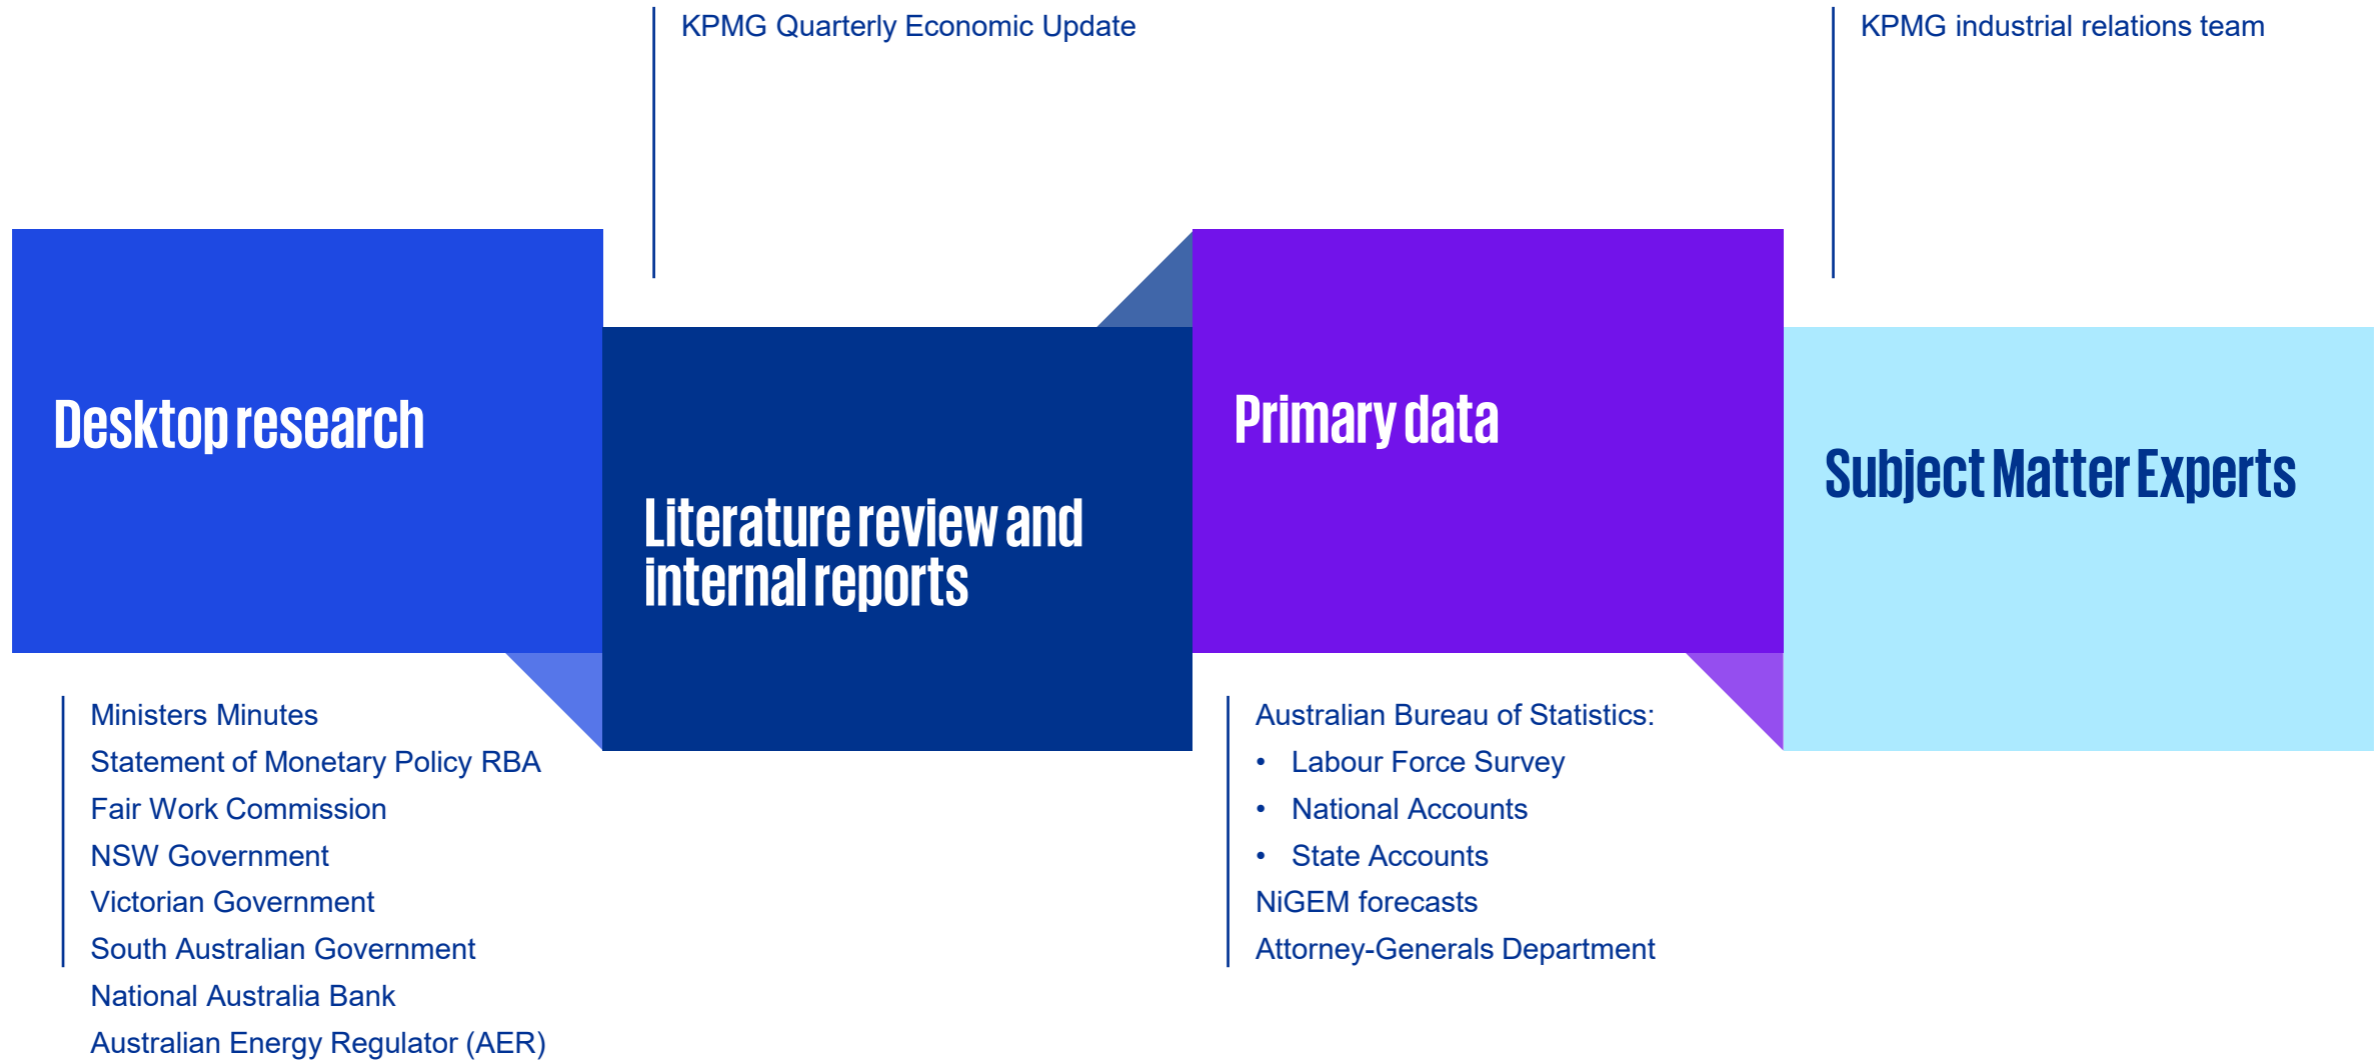 KPMG Quarterly Economic Update
KPMG industrial relations team
Desktop research
Literature review and
internal reports
Primary data
Subject Matter Experts
Ministers Minutes
Statement of Monetary Policy RBA
Fair Work Commission
NSW Government
Victorian Government
South Australian Government
National Australia Bank
Australian Energy Regulator (AER)
Australian Bureau of Statistics:
• Labour Force Survey
• National Accounts
• State Accounts
NiGEM forecasts
Attorney-Generals Department